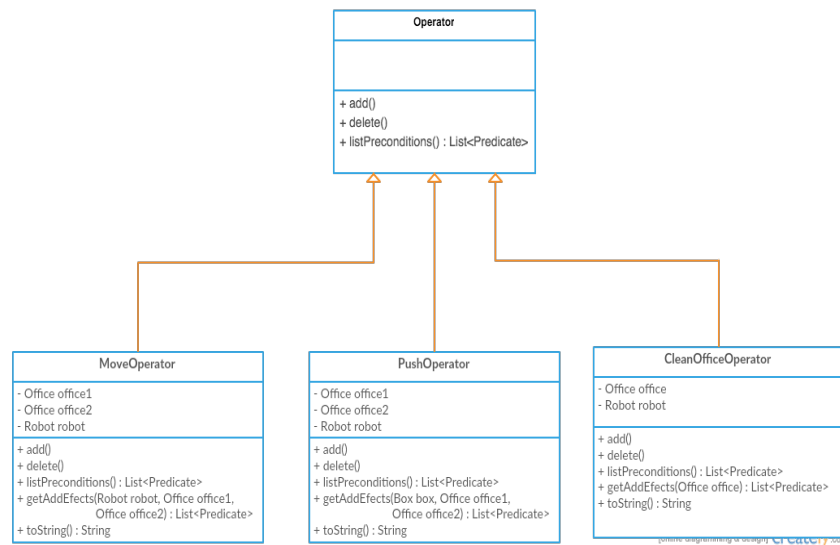 Operator
+ add()
+ delete()
+ listPreconditions() : List<Predicate>
MoveOperator
- Office office1
- Office office2
- Robot robot
+ add()
+ delete()
+ listPreconditions() : List<Predicate>
+ getAddEfects(Robot robot, Office office1,
Office office2) : List<Predicate>
+ toString() : String
PushOperator
- Office office1
- Office office2
- Robot robot
+ add()
+ delete()
+ listPreconditions() : List<Predicate>
+ getAddEfects(Box box, Office office1,
Office office2) : List<Predicate>
+ toString() : String
CleanOfficeOperator
- Office office
- Robot robot
+ add()
+ delete()
+ listPreconditions() : List<Predicate>
+ getAddEfects(Office office) : List<Predicate>
+ toString() : String
[online diagramming & design]